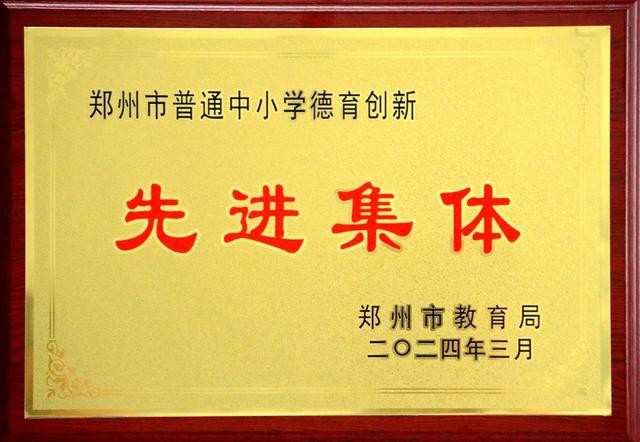 郑州市普通中小学德育创新
先进集体
郑州市教育局
二〇二四年三月